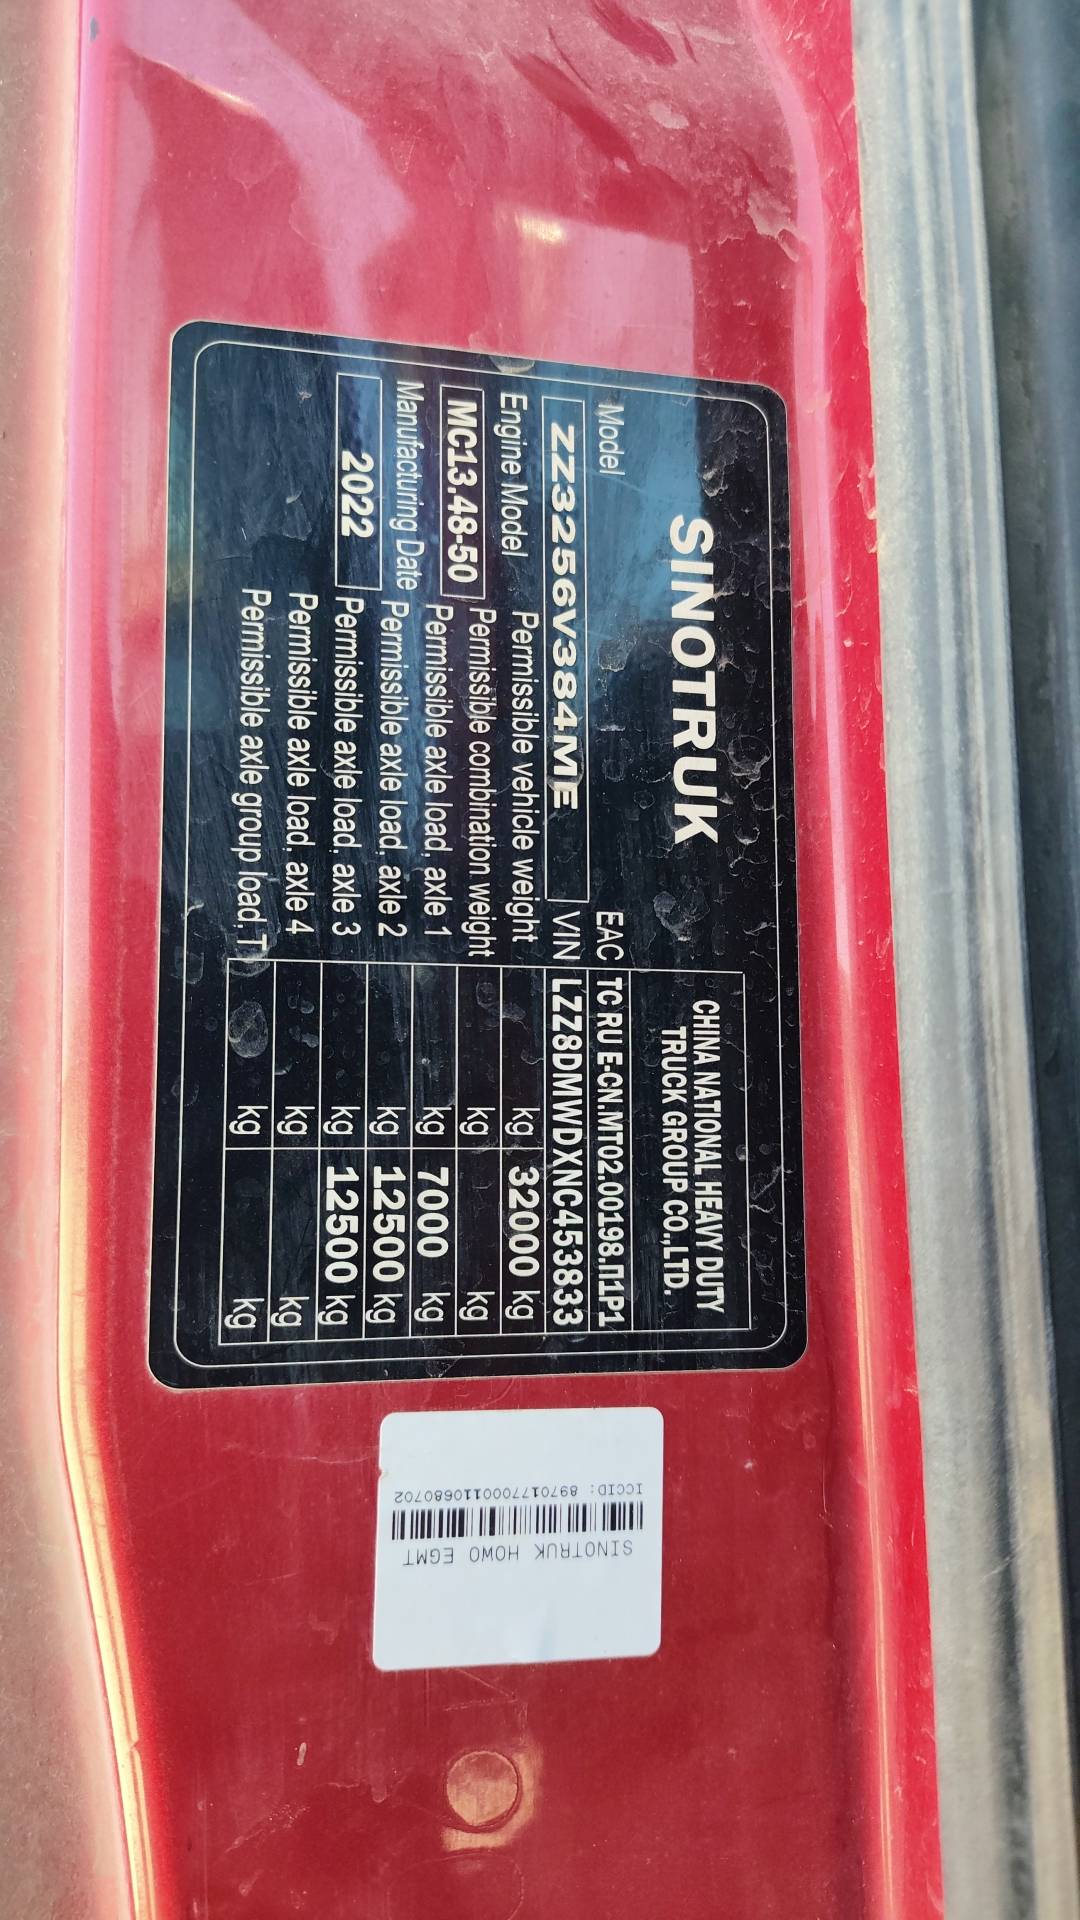 SINOTRUK
CHINA NATIONAL HEAVY DUTY
TRUCK GROUP CO.,LTD.
Model
EAC TC RU E-CN.MT02.00198.П1Р1
ZZ3256V384ME
VIN LZZ8DMWDXNC453833
Engine Model
Permissible vehicle weight kg 32000 kg
MC13.48-50
Permissible combination weight kg kg
Permissible axle load, axle 1 kg 7000 kg
Manufacturing Date
Permissible axle load, axle 2 kg 12500 kg
2022
Permissible axle load, axle 3 kg 12500 kg
Permissible axle load, axle 4 kg kg
Permissible axle group load,T kg kg
SINOTRUK HOWO EGMT
ICCID: 89701770001110680702